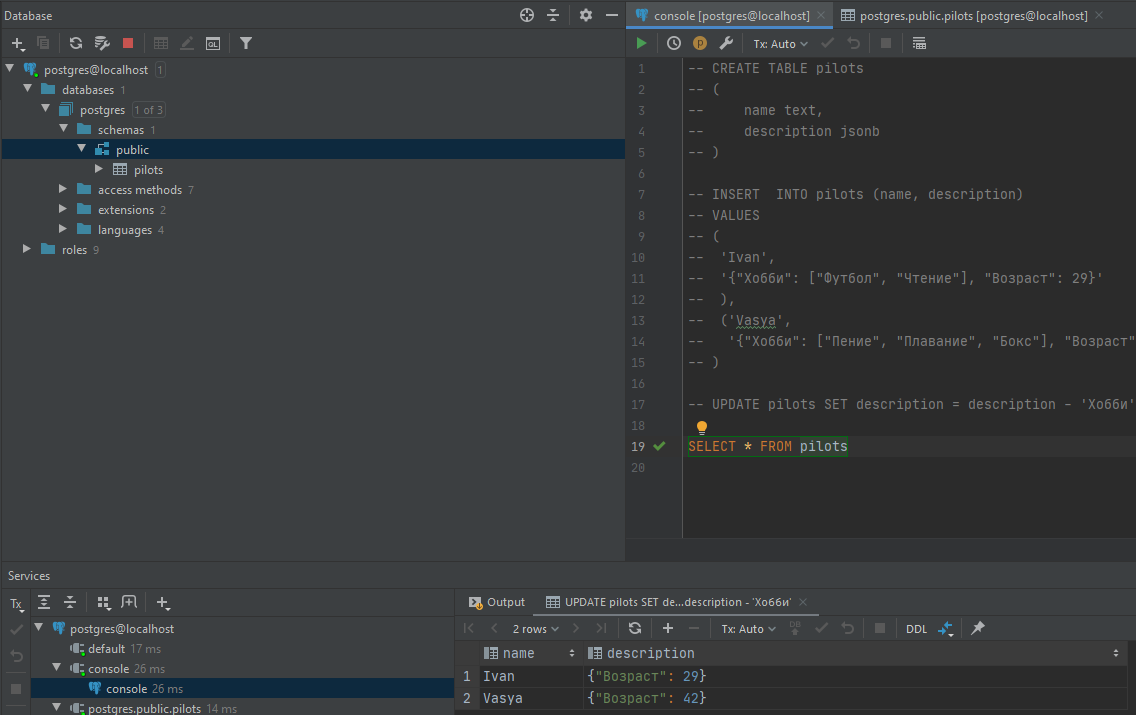 Database
postgres@localhost 1
databases 1
postgres 1 of 3
schemas 1
public
pilots
access methods 7
extensions 2
languages 4
roles 9
console [postgres@localhost]
postgres.public.pilots [postgres@localhost]
Tx: Auto
1 -- CREATE TABLE pilots
2 -- (
3 --     name text,
4 --     description jsonb
5 -- )
6
7 -- INSERT  INTO pilots (name, description)
8 -- VALUES
9 -- (
10 --  'Ivan',
11 --  '{"Хобби": ["Футбол", "Чтение"], "Возраст": 29}'
12 --  ),
13 --  ('Vasya',
14 --   '{"Хобби": ["Пение", "Плавание", "Бокс"], "Возраст"
15 -- )
16
17 -- UPDATE pilots SET description = description - 'Хобби'
18
19 SELECT * FROM pilots
20
Services
Tx
postgres@localhost
default 17 ms
console 26 ms
console 26 ms
postgres.public.pilots 14 ms
Output
UPDATE pilots SET de...description - 'Хобби'
2 rows
Tx: Auto
DB
DDL
name description
1 Ivan {"Возраст": 29}
2 Vasya {"Возраст": 42}